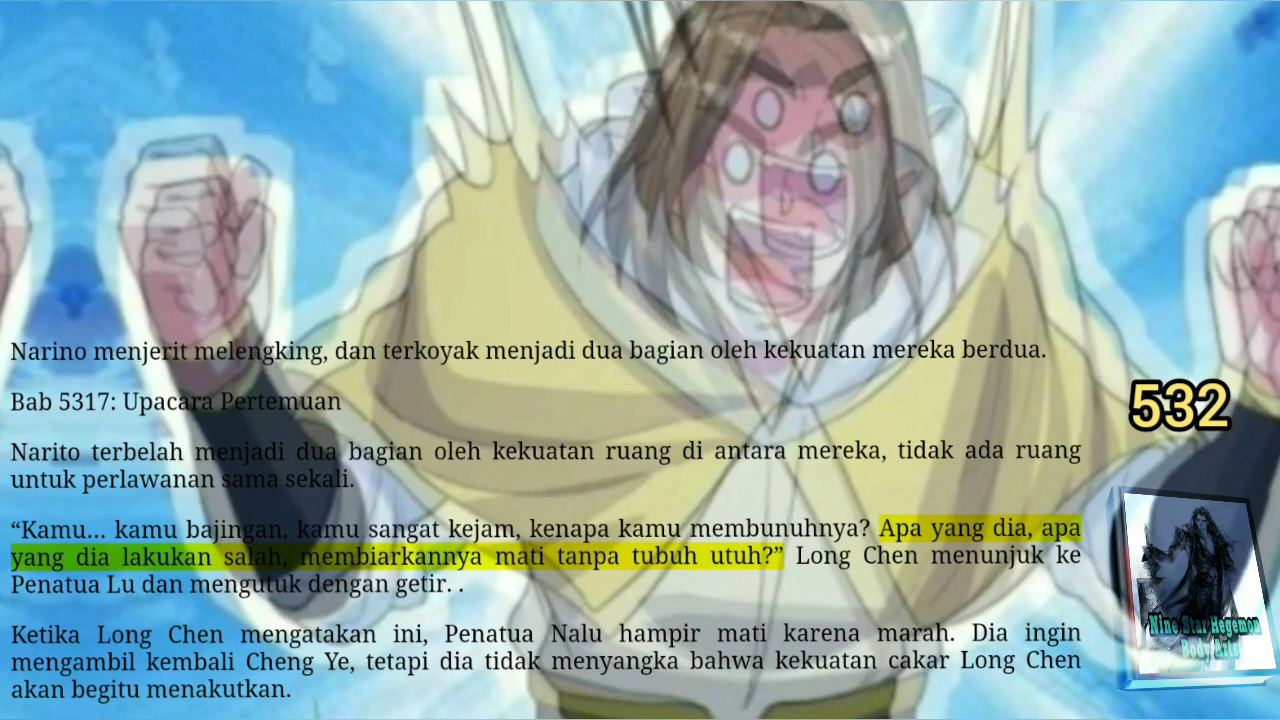 Narino menjerit melengking, dan terkoyak menjadi dua bagian oleh kekuatan mereka berdua.
Bab 5317: Upacara Pertemuan
Narito terbelah menjadi dua bagian oleh kekuatan ruang di antara mereka, tidak ada ruang
untuk perlawanan sama sekali.
“Kamu... kamu bajingan, kamu sangat kejam, kenapa kamu membunuhnya? Apa yang dia, apa
yang dia lakukan salah, membiarkannya mati tanpa tubuh utuh?” Long Chen menunjuk ke
Penatua Lu dan mengutuk dengan getir. .
Ketika Long Chen mengatakan ini, Penatua Nalu hampir mati karena marah. Dia ingin
mengambil kembali Cheng Ye, tetapi dia tidak menyangka bahwa kekuatan cakar Long Chen
akan begitu menakutkan.
532
Nine Star Hegemon
Body Arts